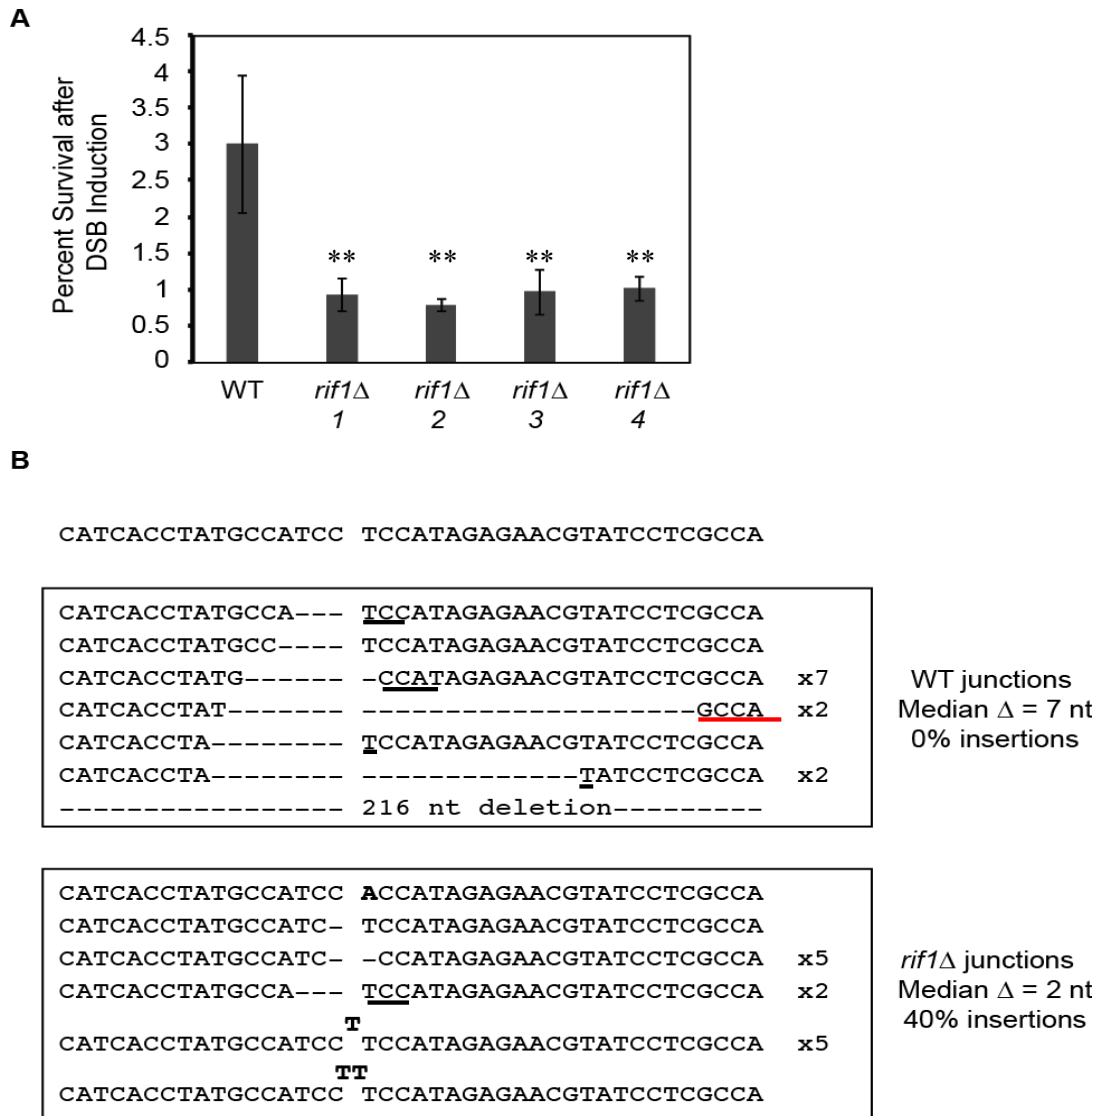 A
Percent Survival after
DSB Induction
4.5
4
3.5
3
2.5
2
1.5
1
0.5
0
** ** ** **
WT rif1Δ rif1Δ rif1Δ rif1Δ
1 2 3 4
B
CATCACCTATGCCATCC TCCATAGAGAACGTATCCTCGCCA
CATCACCTATGCCA--- TCCATAGAGAACGTATCCTCGCCA
CATCACCTATGCC---- TCCATAGAGAACGTATCCTCGCCA
CATCACCTATG------ -CCATAGAGAACGTATCCTCGCCA x7
CATCACCTAT------- --------------------GCCA x2
CATCACCTA-------- TCCATAGAGAACGTATCCTCGCCA
CATCACCTA-------- -------------TATCCTCGCCA x2
----------------- 216 nt deletion---------
WT junctions
Median Δ = 7 nt
0% insertions
CATCACCTATGCCATCC ACCATAGAGAACGTATCCTCGCCA
CATCACCTATGCCATC- TCCATAGAGAACGTATCCTCGCCA
CATCACCTATGCCATC- -CCATAGAGAACGTATCCTCGCCA x5
CATCACCTATGCCA--- TCCATAGAGAACGTATCCTCGCCA x2
T
CATCACCTATGCCATCC TCCATAGAGAACGTATCCTCGCCA x5
TT
CATCACCTATGCCATCC TCCATAGAGAACGTATCCTCGCCA
rif1Δ junctions
Median Δ = 2 nt
40% insertions